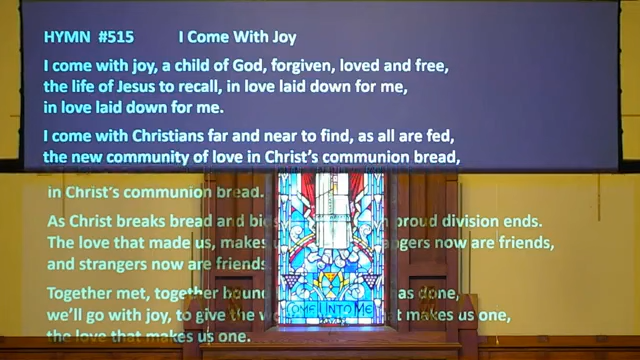 HYMN #515 I Come With Joy
I come with joy, a child of God, forgiven, loved and free,
the life of Jesus to recall, in love laid down for me,
in love laid down for me.
I come with Christians far and near to find, as all are fed,
the new community of love in Christ's communion bread,
in Christ's communion bread.
As Christ breaks bread and proud division ends.
The love that made us, makes strangers now are friends,
and strangers now are friends
Together met, together bound as done,
we'll go with joy, to give the that makes us one,
the love that makes us one.
COME UNTO ME